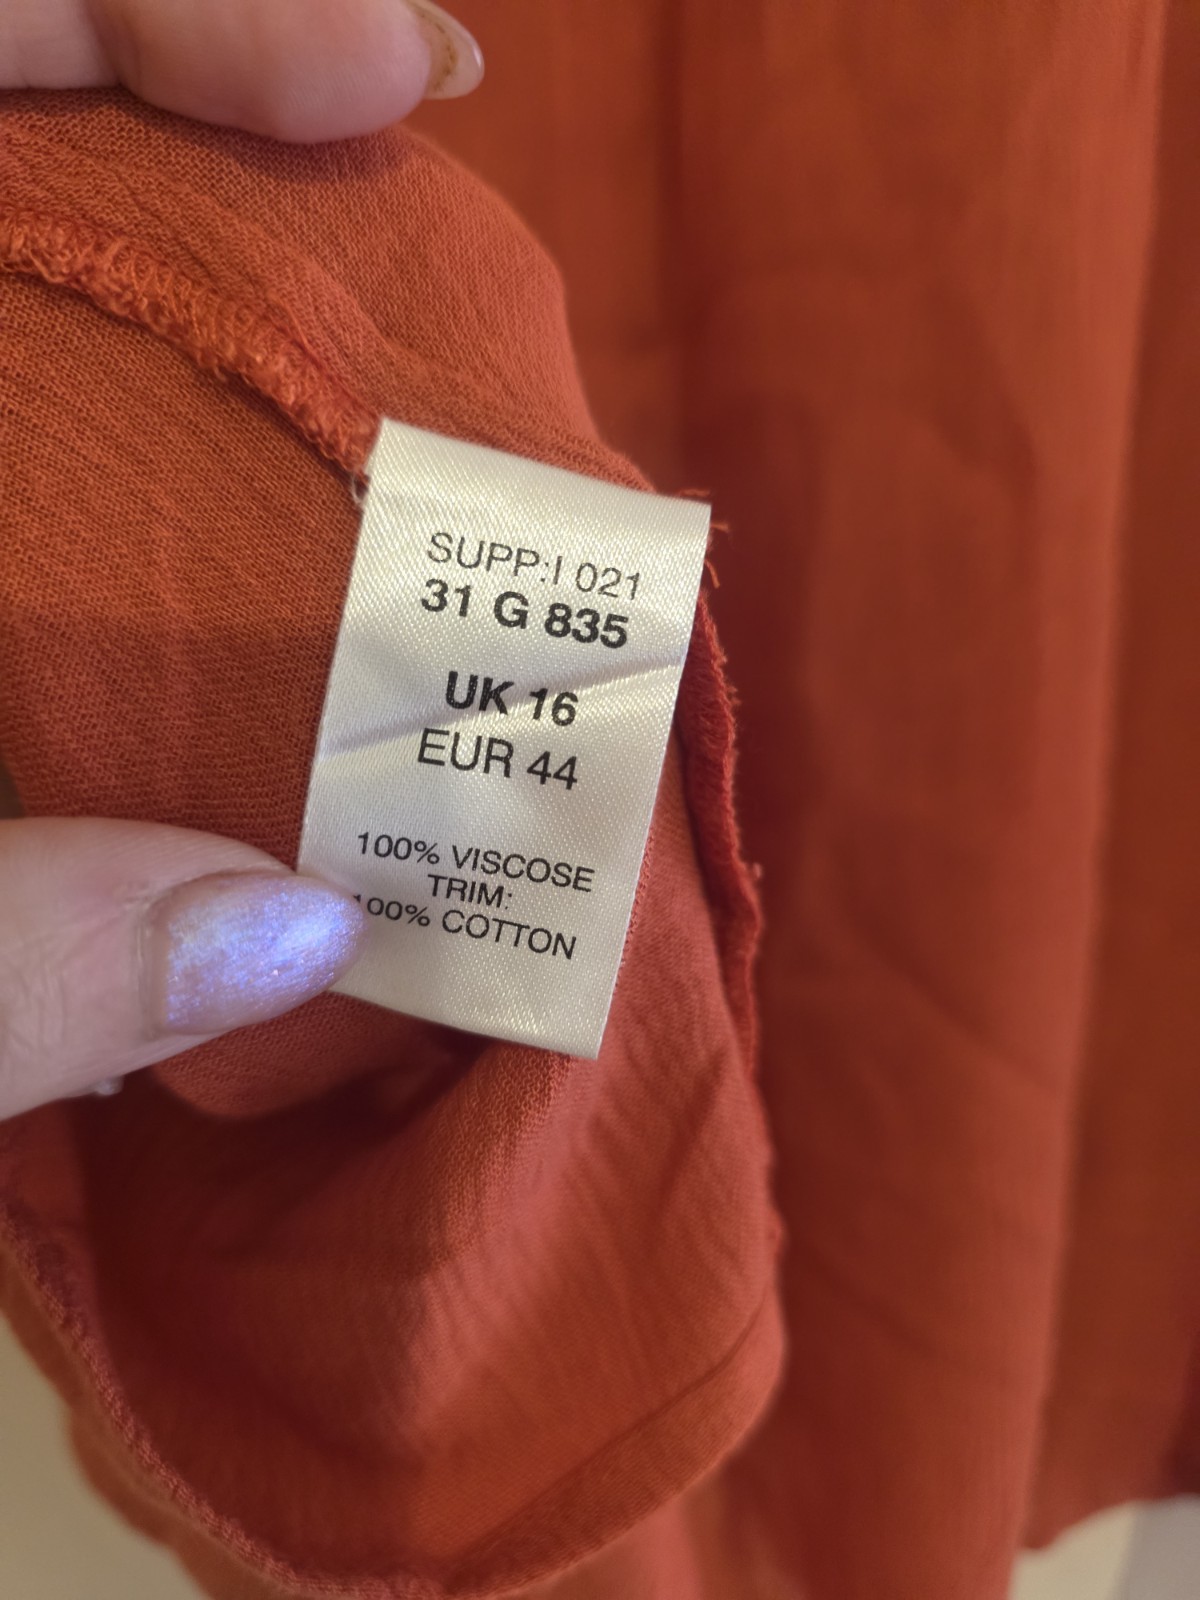 SUPP:I 021
31 G 835
UK 16
EUR 44
100% VISCOSE
TRIM:
100% COTTON